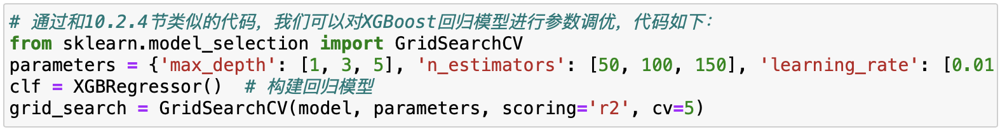 # 通过和10.2.4节类似的代码，我们可以对XGBoost回归模型进行参数调优，代码如下：
from sklearn.model_selection import GridSearchCV
parameters = {'max_depth': [1, 3, 5], 'n_estimators': [50, 100, 150], 'learning_rate': [0.01
clf = XGBRegressor()  # 构建回归模型
grid_search = GridSearchCV(model, parameters, scoring='r2', cv=5)